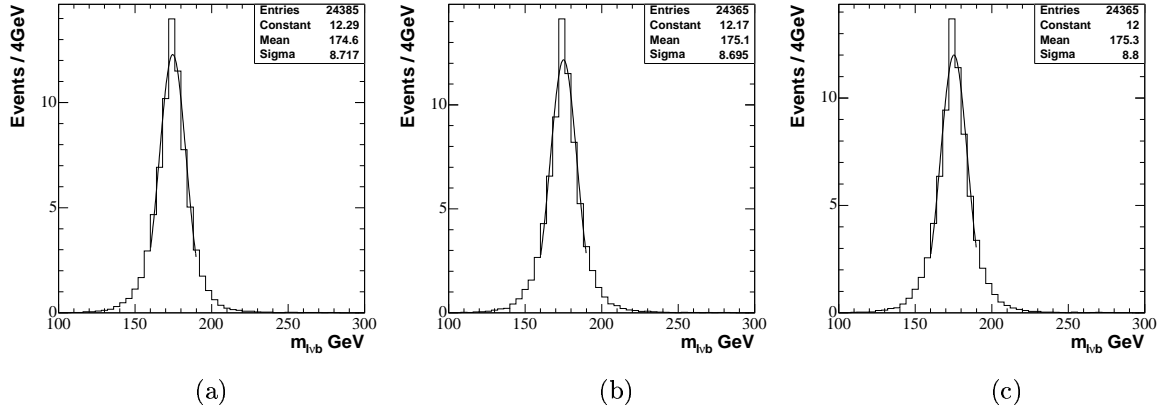 Events / 4GeV
Entries 24385
Constant 12.29
Mean 174.6
Sigma 8.717
10
5
0
100 150 200 250 300
m_lνb GeV
(a)
Events / 4GeV
Entries 24365
Constant 12.17
Mean 175.1
Sigma 8.695
10
5
0
100 150 200 250 300
m_lνb GeV
(b)
Events / 4GeV
Entries 24365
Constant 12
Mean 175.3
Sigma 8.8
10
5
0
100 150 200 250 300
m_lνb GeV
(c)